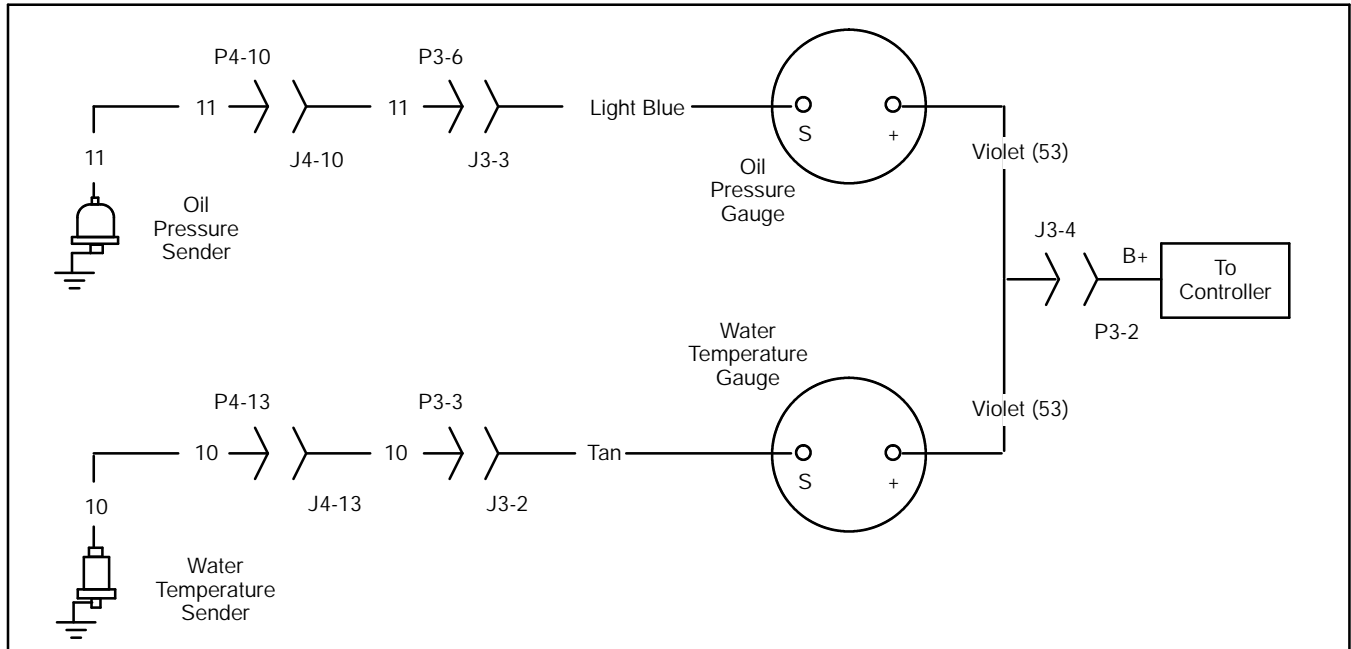 P4-10
P3-6
11
11
Light Blue
S
+
J4-10
J3-3
11
Violet (53)
Oil
Pressure
Gauge
Oil
Pressure
Sender
J3-4
B+
To
Controller
P3-2
Water
Temperature
Gauge
P4-13
P3-3
Violet (53)
10
10
Tan
S
+
J4-13
J3-2
10
Water
Temperature
Sender